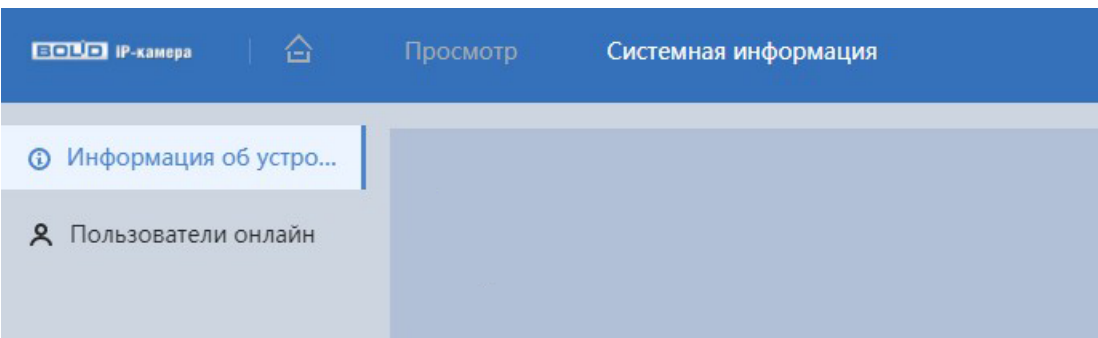 BOLID IP-камера Просмотр Системная информация
Информация об устро...
Пользователи онлайн